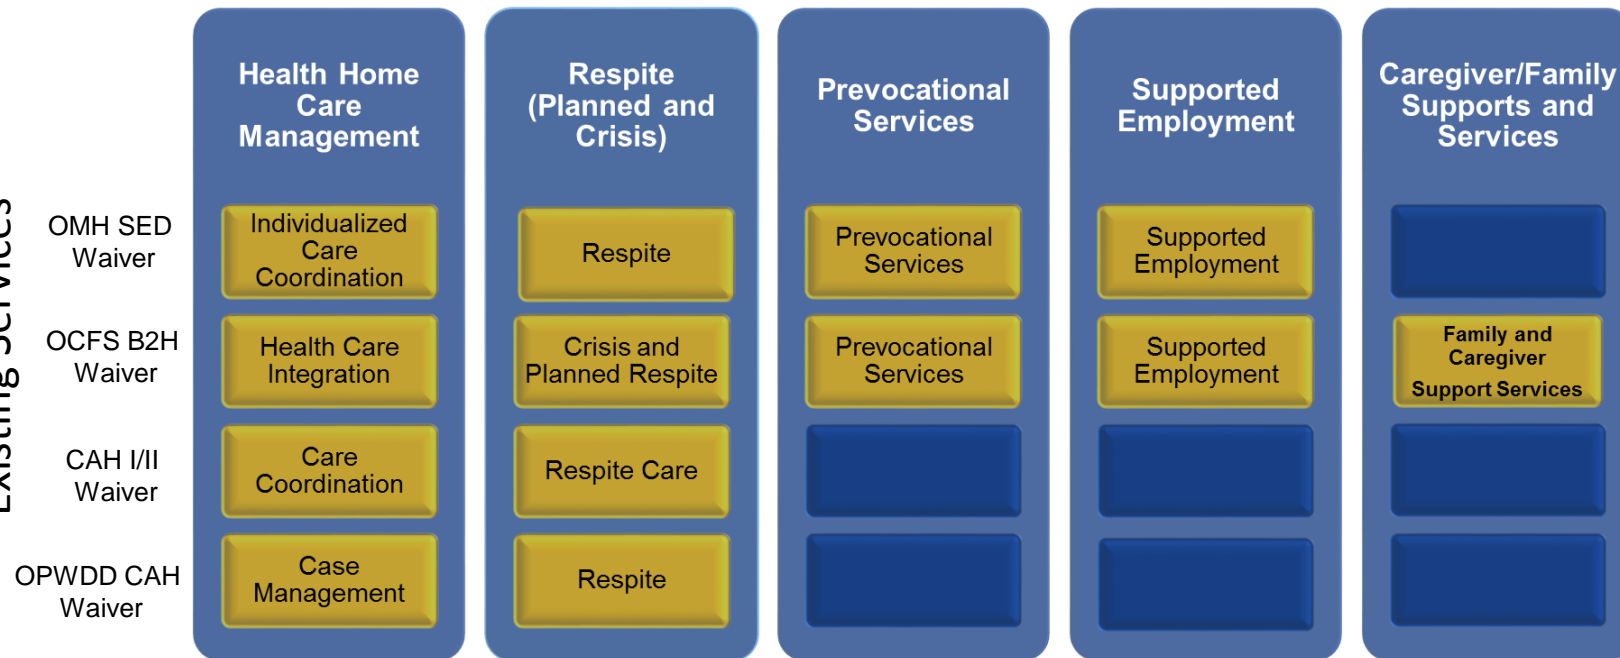 Health Home
Care
Management
Respite
(Planned and
Crisis)
Prevocational
Services
Supported
Employment
Caregiver/Family
Supports and
Services
Existing Services
OMH SED
Waiver
Individualized
Care
Coordination
Respite
Prevocational
Services
Supported
Employment
OCFS B2H
Waiver
Health Care
Integration
Crisis and
Planned Respite
Prevocational
Services
Supported
Employment
Family and
Caregiver
Support Services
CAH I/II
Waiver
Care
Coordination
Respite Care
OPWDD CAH
Waiver
Case
Management
Respite